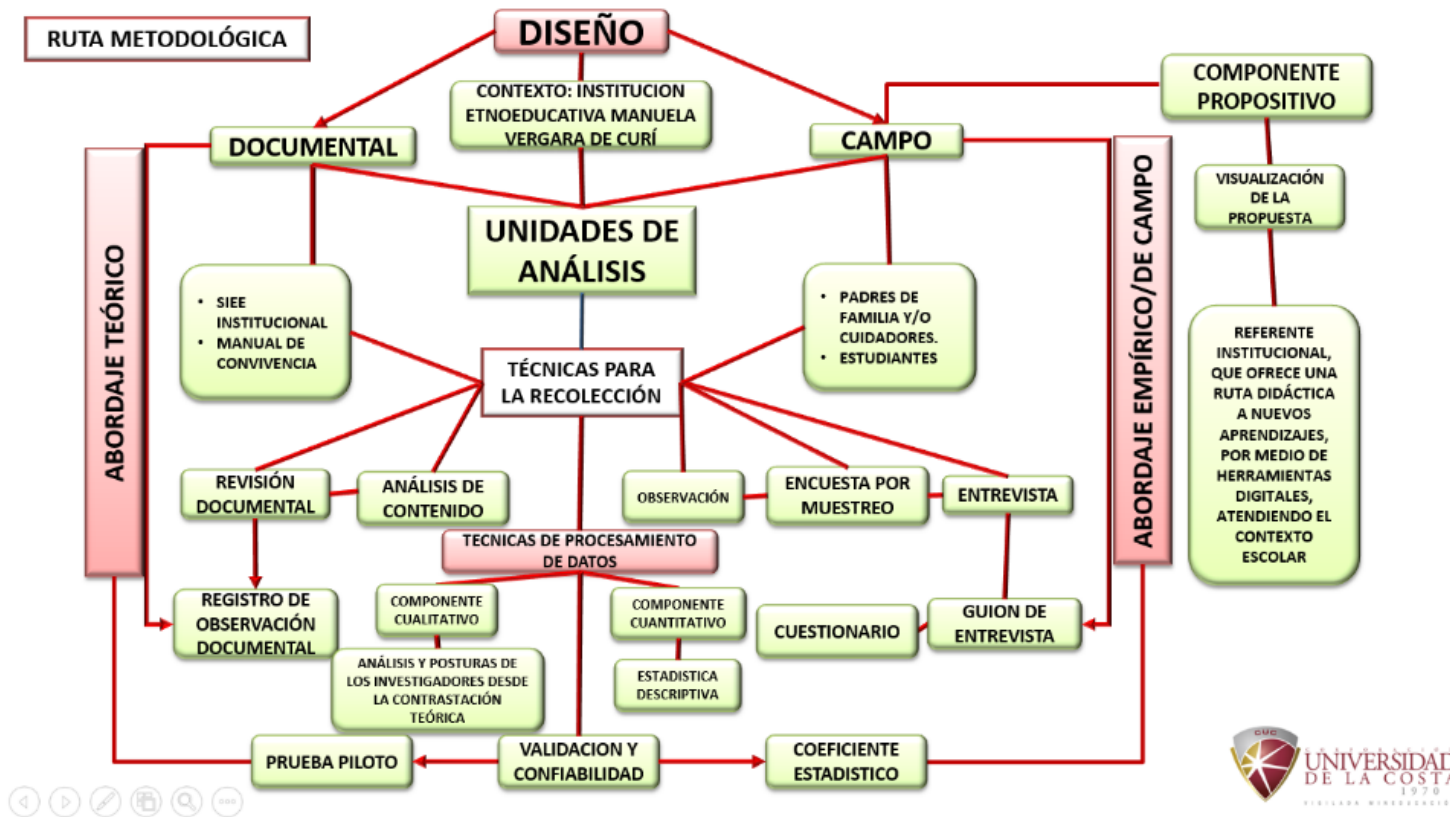 RUTA METODOLÓGICA
DISEÑO
CONTEXTO: INSTITUCION
ETNOEDUCATIVA MANUELA
VERGARA DE CURÍ
COMPONENTE
PROPOSITIVO
DOCUMENTAL
CAMPO
VISUALIZACIÓN
DE LA
PROPUESTA
ABORDAJE TEÓRICO
UNIDADES DE
ANÁLISIS
ABORDAJE EMPÍRICO/DE CAMPO
• SIEE
INSTITUCIONAL
• MANUAL DE
CONVIVENCIA
• PADRES DE
FAMILIA Y/O
CUIDADORES.
• ESTUDIANTES
REFERENTE
INSTITUCIONAL,
QUE OFRECE UNA
RUTA DIDÁCTICA
A NUEVOS
APRENDIZAJES,
POR MEDIO DE
HERRAMIENTAS
DIGITALES,
ATENDIENDO EL
CONTEXTO
ESCOLAR
TÉCNICAS PARA
LA RECOLECCIÓN
REVISIÓN
DOCUMENTAL
ANÁLISIS DE
CONTENIDO
OBSERVACIÓN
ENCUESTA POR
MUESTREO
ENTREVISTA
TECNICAS DE PROCESAMIENTO
DE DATOS
REGISTRO DE
OBSERVACIÓN
DOCUMENTAL
COMPONENTE
CUALITATIVO
COMPONENTE
CUANTITATIVO
CUESTIONARIO
GUION DE
ENTREVISTA
ANÁLISIS Y POSTURAS DE
LOS INVESTIGADORES DESDE
LA CONTRASTACIÓN
TEÓRICA
ESTADISTICA
DESCRIPTIVA
PRUEBA PILOTO
VALIDACION Y
CONFIABILIDAD
COEFICIENTE
ESTADISTICO
CUC
UNIVERSIDAD
DE LA COSTA
1970